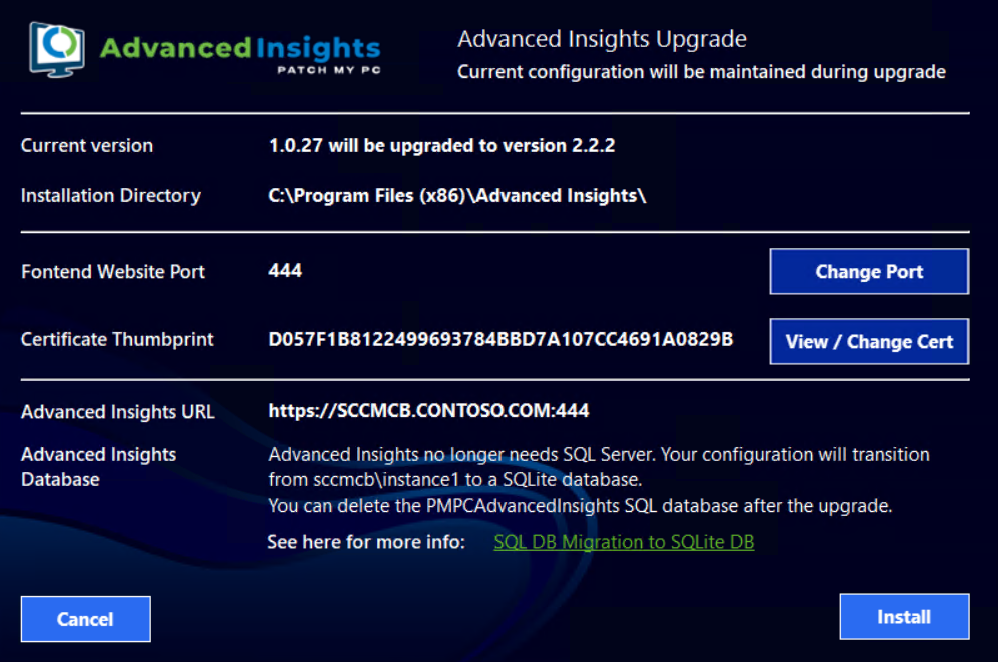 Advanced Insights
PATCH MY PC
Advanced Insights Upgrade
Current configuration will be maintained during upgrade
Current version
1.0.27 will be upgraded to version 2.2.2
Installation Directory
C:\Program Files (x86)\Advanced Insights\
Fontend Website Port
444
Change Port
Certificate Thumbprint
D057F1B8122499693784BBD7A107CC4691A0829B
View / Change Cert
Advanced Insights URL
https://SCCMCB.CONTOSO.COM:444
Advanced Insights
Database
Advanced Insights no longer needs SQL Server. Your configuration will transition
from sccmcb\instance1 to a SQLite database.
You can delete the PMPCAdvancedInsights SQL database after the upgrade.
See here for more info:
SQL DB Migration to SQLite DB
Cancel
Install